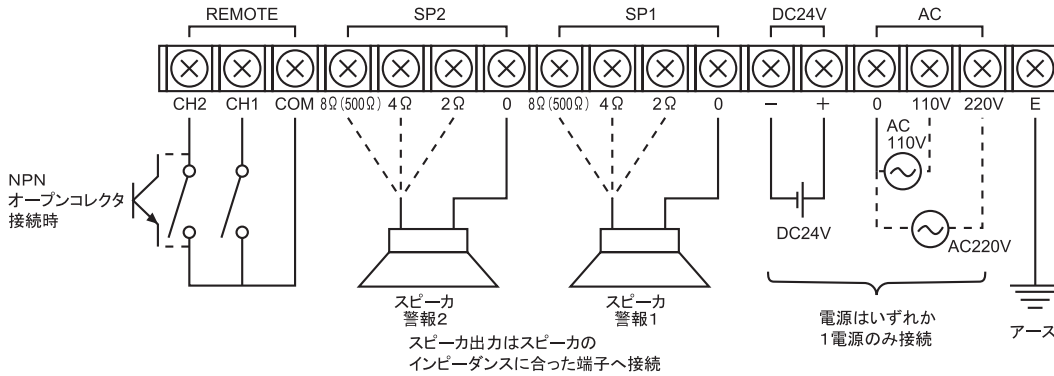 REMOTE SP2 SP1 DC24V AC
CH2 CH1 COM 8Ω(500Ω) 4Ω 2Ω 0 8Ω(500Ω) 4Ω 2Ω 0 − + 0 110V 220V E
AC
110V
NPN
オープンコレクタ
接続時
DC24V
AC220V
スピーカ
警報2
スピーカ
警報1
電源はいずれか
1電源のみ接続
アース
スピーカ出力はスピーカの
インピーダンスに合った端子へ接続